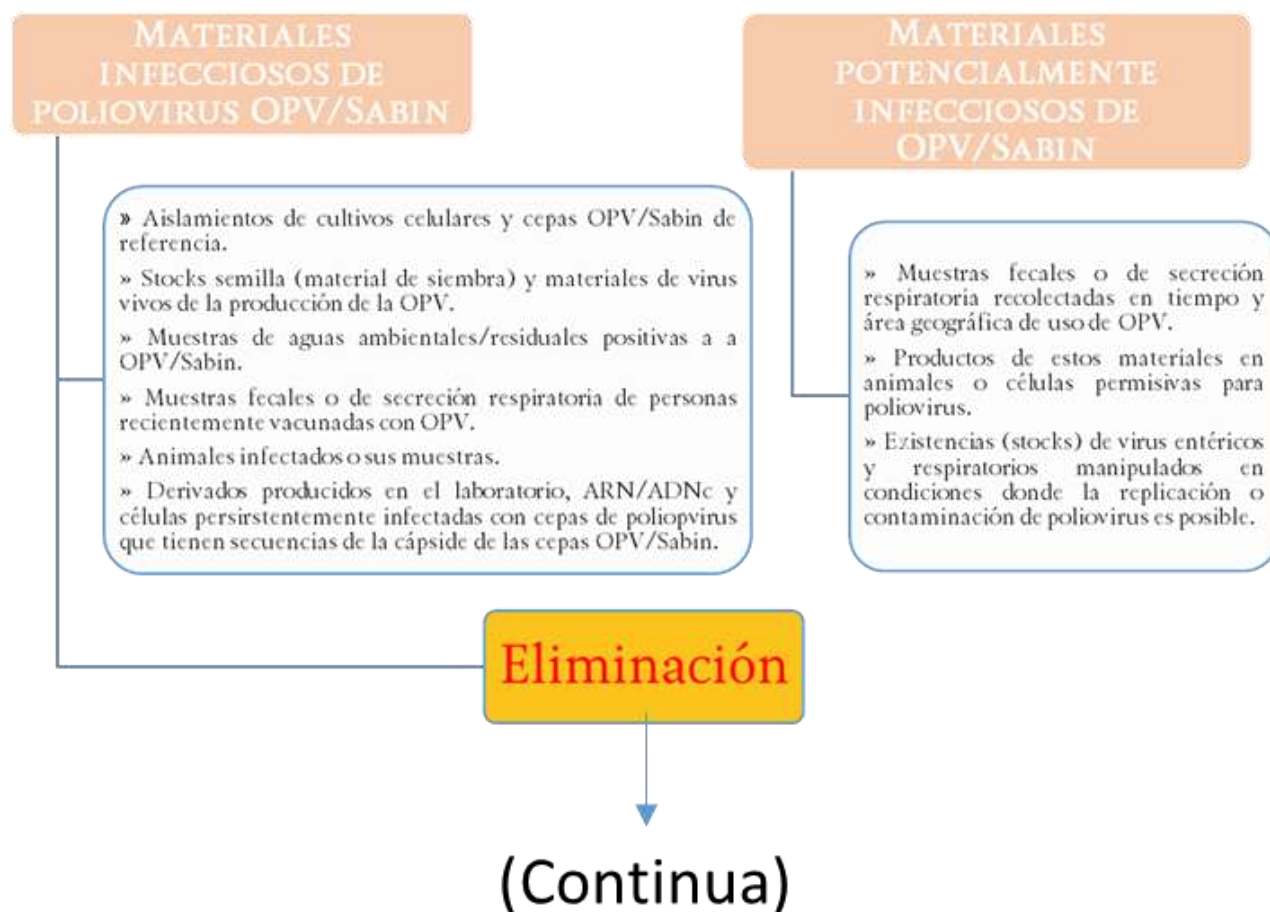 MATERIALES
INFECCIOSOS DE
POLIOVIRUS OPV/SABIN
» Aislamientos de cultivos celulares y cepas OPV/Sabin de
referencia.
» Stocks semilla (material de siembra) y materiales de virus
vivos de la producción de la OPV.
» Muestras de aguas ambientales/residuales positivas a a
OPV/Sabin.
» Muestras fecales o de secreción respiratoria de personas
recientemente vacunadas con OPV.
» Animales infectados o sus muestras.
» Derivados producidos en el laboratorio, ARN/ADNc y
células persirstentemente infectadas con cepas de poliopvirus
que tienen secuencias de la cápside de las cepas OPV/Sabin.
MATERIALES
POTENCIALMENTE
INFECCIOSOS DE
OPV/SABIN
» Muestras fecales o de secreción
respiratoria recolectadas en tiempo y
área geográfica de uso de OPV.
» Productos de estos materiales en
animales o células permisivas para
poliovirus.
» Existencias (stocks) de virus entéricos
y respiratorios manipulados en
condiciones donde la replicación o
contaminación de poliovirus es posible.
Eliminación
(Continua)